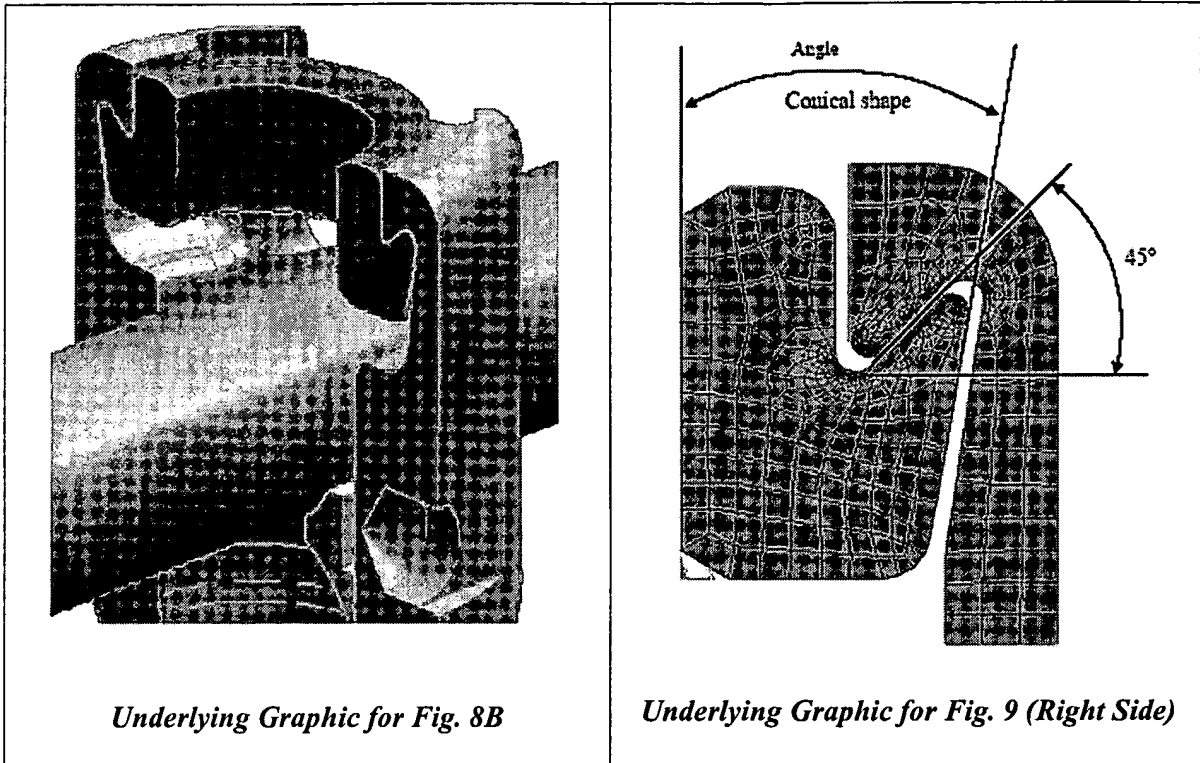 Angle
Conical shape
45°
Underlying Graphic for Fig. 8B
Underlying Graphic for Fig. 9 (Right Side)